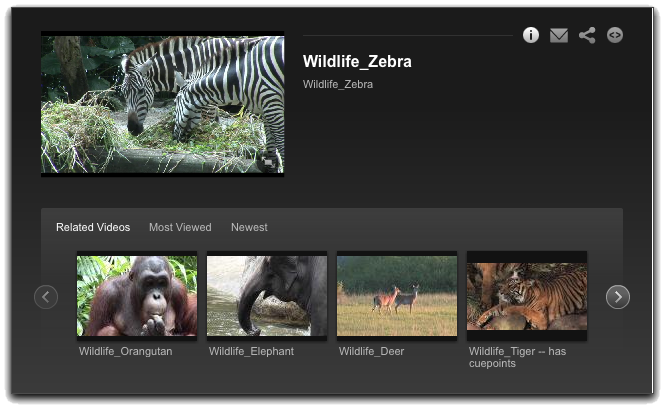 Wildlife_Zebra
Wildlife_Zebra
Related Videos Most Viewed Newest
Wildlife_Orangutan Wildlife_Elephant Wildlife_Deer Wildlife_Tiger -- has
cuepoints